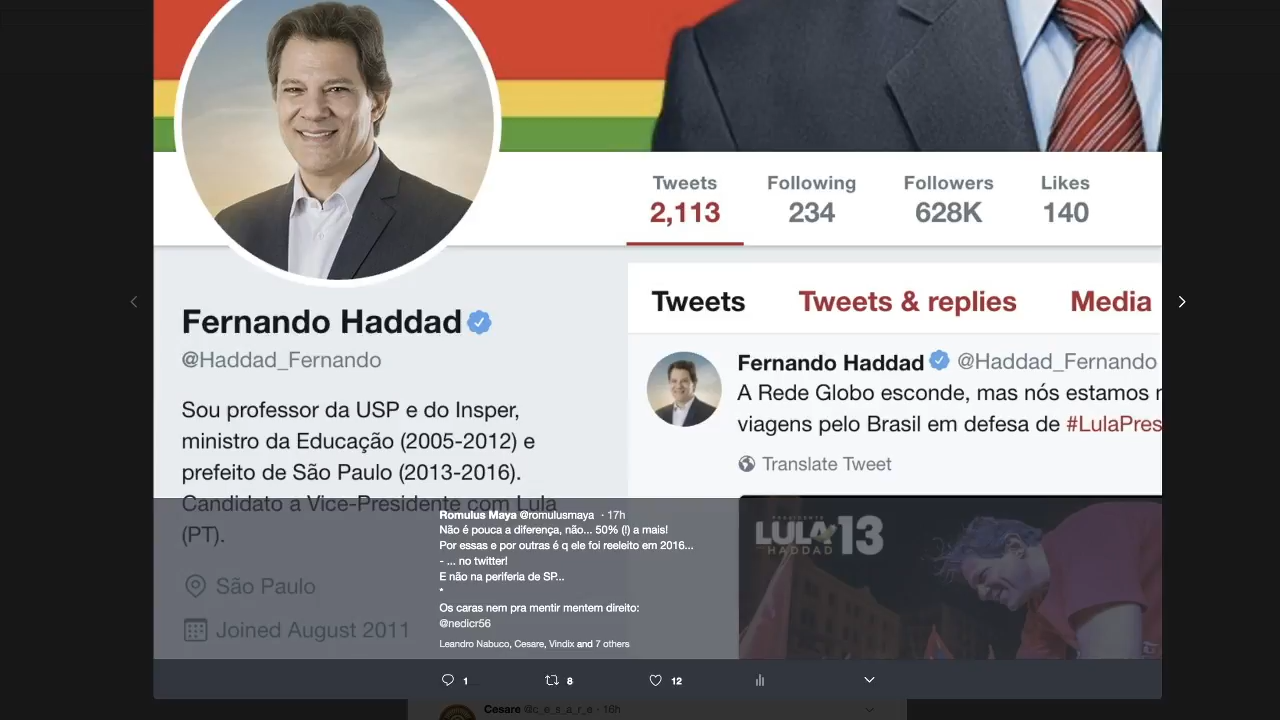 Tweets Following Followers Likes
2,113 234 628K 140
Fernando Haddad
@Haddad_Fernando
Sou professor da USP e do Insper,
ministro da Educação (2005-2012) e
prefeito de São Paulo (2013-2016).
Candidato a Vice-Presidente com Lula
(PT).
São Paulo
Joined August 2011
Tweets Tweets & replies Media
Fernando Haddad @Haddad_Fernando
A Rede Globo esconde, mas nós estamos
viagens pelo Brasil em defesa de #LulaPres
Translate Tweet
PRESIDENTE
LULA 13
HADDAD
Romulus Maya @romulusmaya · 17h
Não é pouca a diferença, não... 50% (!) a mais!
Por essas e por outras é q ele foi reeleito em 2016...
- ... no twitter!
E não na periferia de SP...
*
Os caras nem pra mentir mentem direito:
@nedicr56
Leandro Nabuco, Cesare, Vindix and 7 others
1 8 12
Cesare @c_e_s_a_r_e · 16h